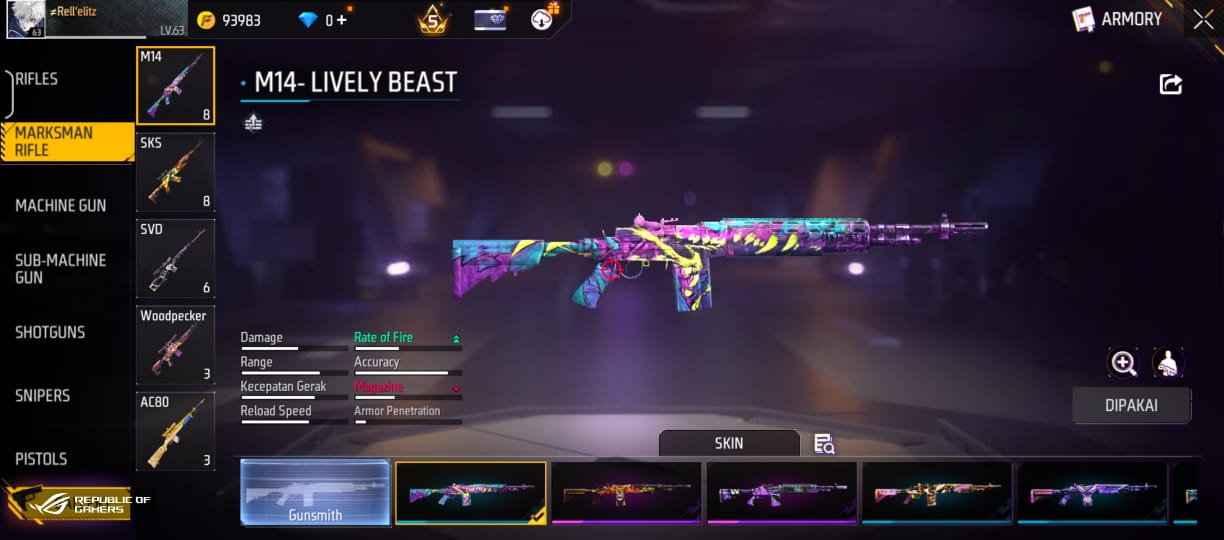 ≠Rell'elitz
63
LV.63
93983
0 +
5
ARMORY
RIFLES
MARKSMAN
RIFLE
MACHINE GUN
SUB-MACHINE
GUN
SHOTGUNS
SNIPERS
PISTOLS
REPUBLIC OF
GAMERS
M14
8
SKS
8
SVD
6
Woodpecker
3
AC80
3
M14- LIVELY BEAST
Damage
Rate of Fire
Range
Accuracy
Kecepatan Gerak
Magazine
Reload Speed
Armor Penetration
DIPAKAI
SKIN
Gunsmith